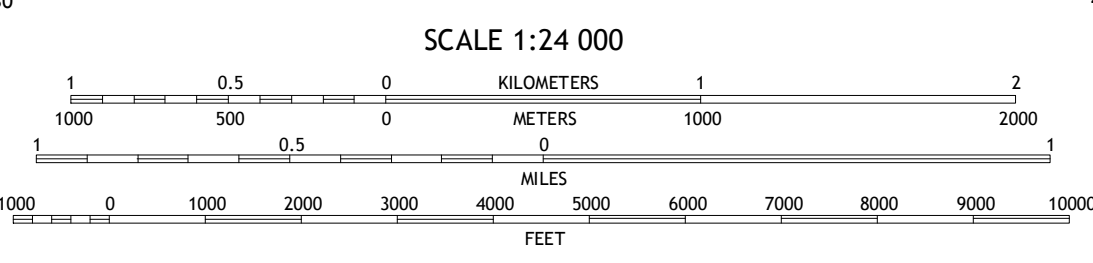 SCALE 1:24 000
1 0.5 0 KILOMETERS 1 2
1000 500 0 METERS 1000 2000
1 0.5 0 1
MILES
1000 0 1000 2000 3000 4000 5000 6000 7000 8000 9000 10000
FEET